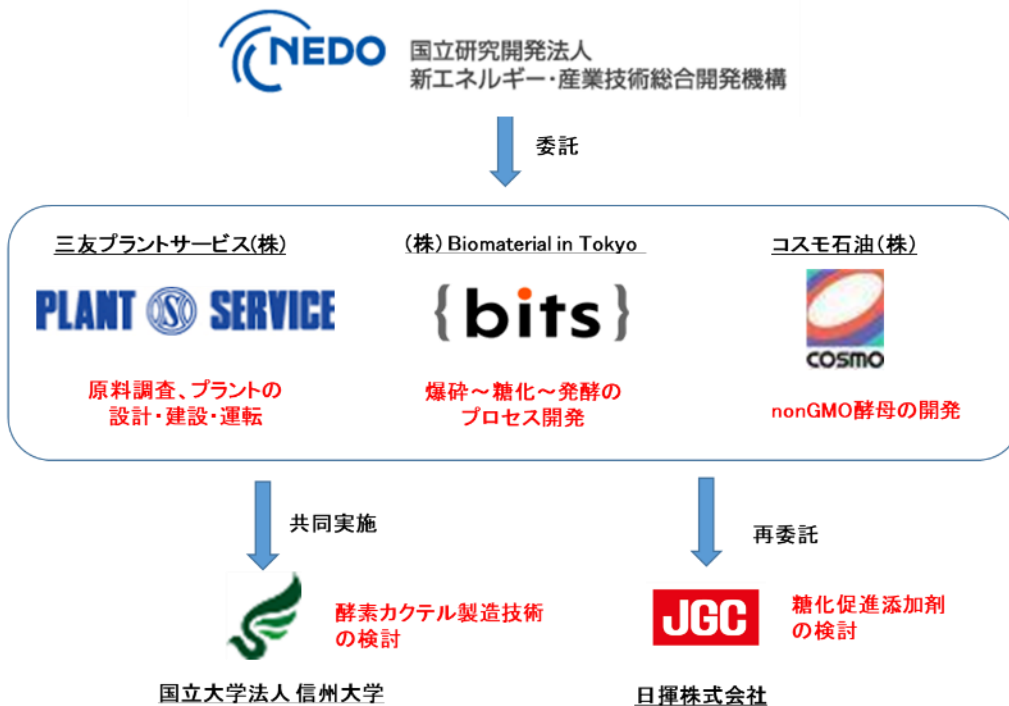 NEDO
国立研究開発法人
新エネルギー・産業技術総合開発機構
委託
三友プラントサービス(株)
PLANT S SERVICE
原料調査、プラントの
設計・建設・運転
(株) Biomaterial in Tokyo
{bits}
爆砕～糖化～発酵の
プロセス開発
コスモ石油(株)
COSMO
nonGMO酵母の開発
共同実施
再委託
酵素カクテル製造技術
の検討
国立大学法人 信州大学
JGC
糖化促進添加剤
の検討
日揮株式会社